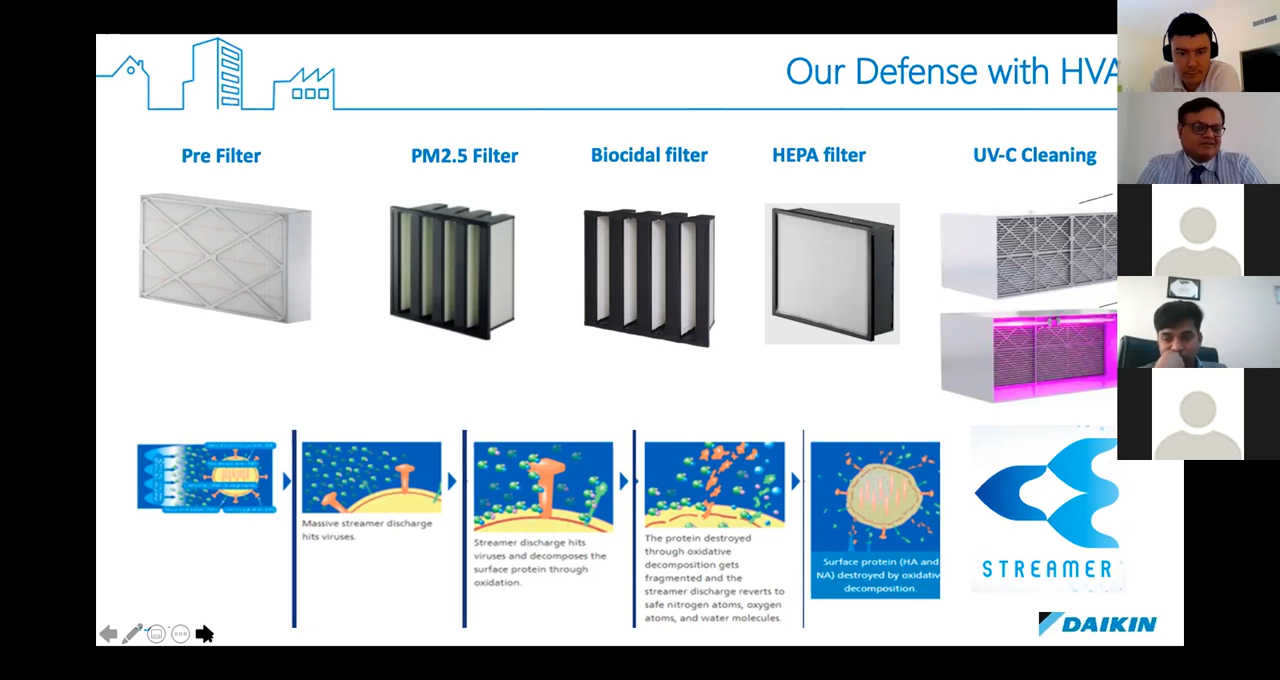 Our Defense with HVA
Pre Filter
PM2.5 Filter
Biocidal filter
HEPA filter
UV-C Cleaning
Massive streamer discharge
hits viruses.
Streamer discharge hits
viruses and decomposes the
surface protein through
oxidation.
The protein destroyed
through oxidative
decomposition gets
fragmented and the
streamer discharge reverts to
safe nitrogen atoms, oxygen
atoms, and water molecules.
Surface protein (HA and
NA) destroyed by oxidativ
decomposition.
STREAMER
DAIKIN